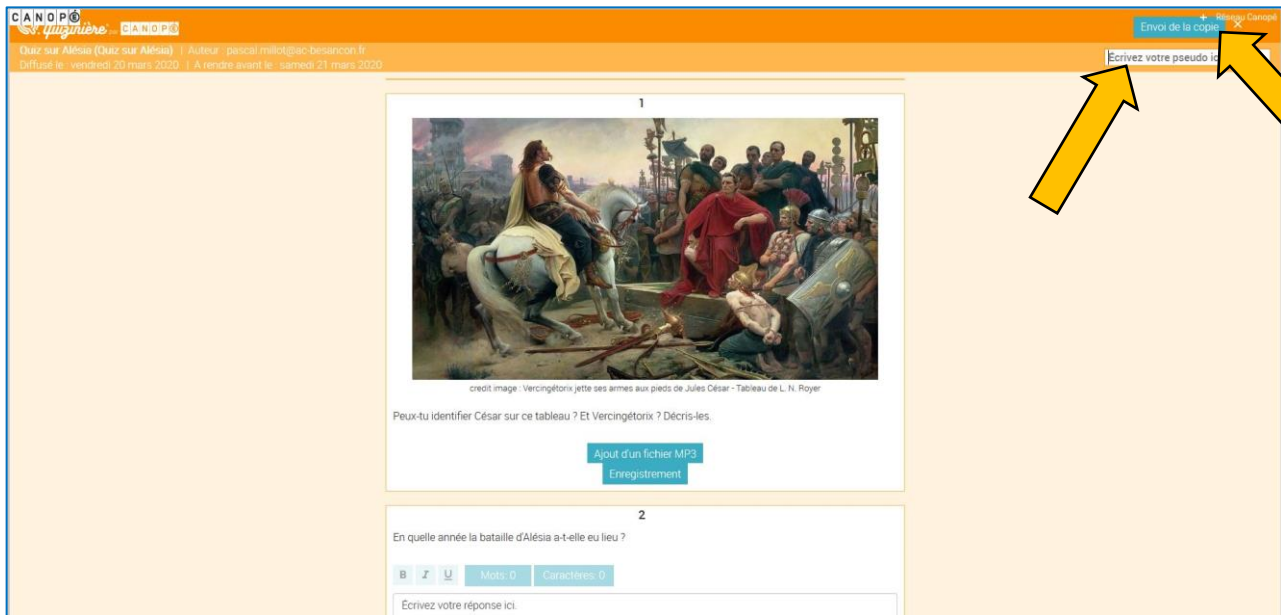 CANOPÉ
quizinière par CANOPÉ
+ Réseau Canopé
Envoi de la copie ×
Quiz sur Alésia (Quiz sur Alésia) | Auteur : pascal.millot@ac-besancon.fr
Diffusé le : vendredi 20 mars 2020 | A rendre avant le : samedi 21 mars 2020
Écrivez votre pseudo ic
1
credit image : Vercingétorix jette ses armes aux pieds de Jules César - Tableau de L. N. Royer
Peux-tu identifier César sur ce tableau ? Et Vercingétorix ? Décris-les.
Ajout d'un fichier MP3
Enregistrement
2
En quelle année la bataille d'Alésia a-t-elle eu lieu ?
B I U Mots: 0 Caractères: 0
Écrivez votre réponse ici.